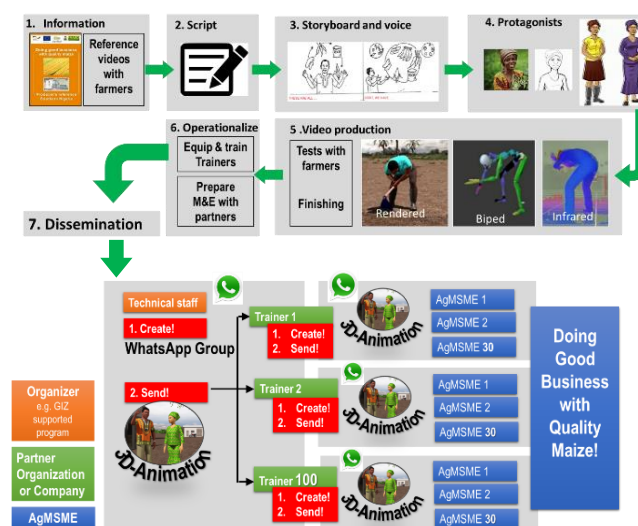 1. Information
Reference
videos
with
farmers
2. Script
3. Storyboard and voice
4. Protagonists
6. Operationalize
Equip & train
Trainers
Prepare
M&E with
partners
5 .Video production
Tests with
farmers
Finishing
Rendered
Biped
Infrared
7. Dissemination
Technical staff
1. Create!
WhatsApp Group
2. Send!
3D-Animation
Trainer 1
1. Create!
2. Send!
3D-Animation
AgMSME 1
AgMSME 2
AgMSME 30
Trainer 2
1. Create!
2. Send!
3D-Animation
AgMSME 1
AgMSME 2
AgMSME 30
Trainer 100
1. Create!
2. Send!
3D-Animation
AgMSME 1
AgMSME 2
AgMSME 30
Doing
Good
Business
with
Quality
Maize!
Organizer
e.g. GIZ
supported
program
Partner
Organization
or Company
AgMSME